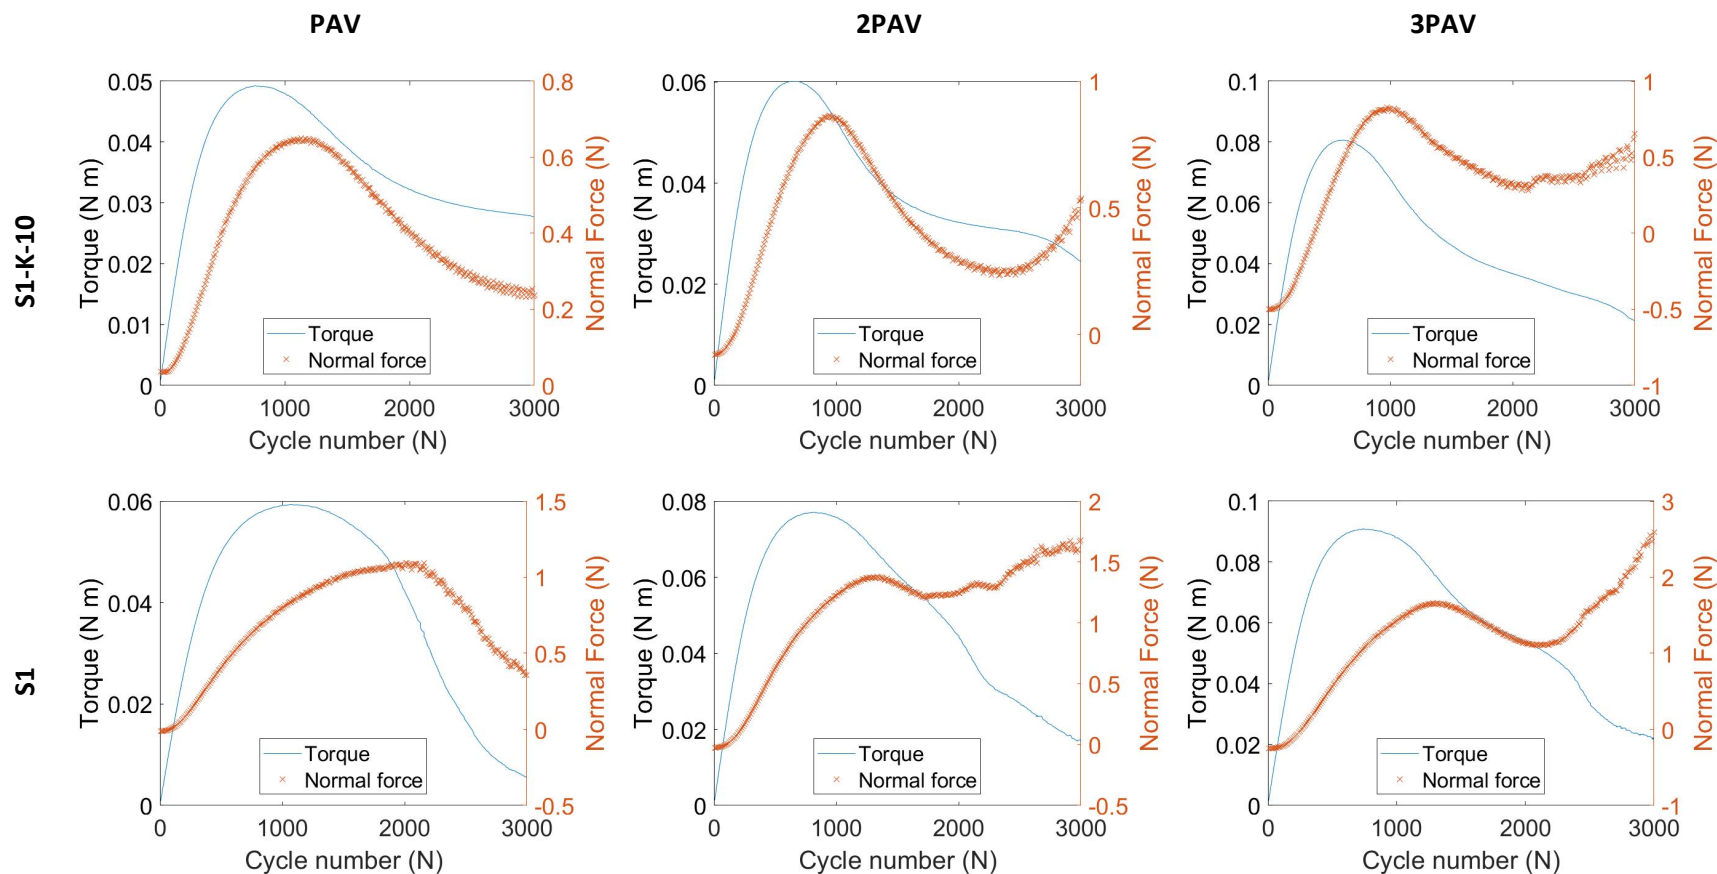 PAV 2PAV 3PAV
S1-K-10
0.05 0.8 0.06 1 0.1 1
0.04 0.6 0.08 0.5
0.03 0.4 0.04 0.5 0.06 0
0.02 0.2 0.02 0 0.04 -0.5
0.01 0.02
0 0 0 0 -1
Torque (N m) Normal Force (N) Torque (N m) Normal Force (N) Torque (N m) Normal Force (N)
Torque Torque Torque
Normal force Normal force Normal force
0 1000 2000 3000 0 1000 2000 3000 0 1000 2000 3000
Cycle number (N) Cycle number (N) Cycle number (N)
S1
0.06 1.5 0.08 2 0.1 3
0.04 1 0.06 1.5 0.08 2
0.02 0.5 0.04 1 0.06 1
0 0 0.02 0.5 0.04 0
-0.5 0 0 0.02 -1
-0.5 0
Torque (N m) Normal Force (N) Torque (N m) Normal Force (N) Torque (N m) Normal Force (N)
Torque Torque Torque
Normal force Normal force Normal force
0 1000 2000 3000 0 1000 2000 3000 0 1000 2000 3000
Cycle number (N) Cycle number (N) Cycle number (N)